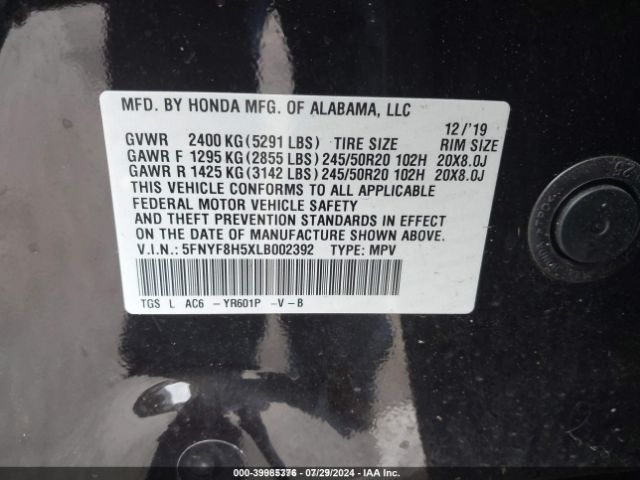 MFD. BY HONDA MFG. OF ALABAMA, LLC
12/'19
GVWR 2400 KG (5291 LBS) TIRE SIZE RIM SIZE
GAWR F 1295 KG (2855 LBS) 245/50R20 102H 20X8.0J
GAWR R 1425 KG (3142 LBS) 245/50R20 102H 20X8.0J
THIS VEHICLE CONFORMS TO ALL APPLICABLE
FEDERAL MOTOR VEHICLE SAFETY
AND THEFT PREVENTION STANDARDS IN EFFECT
ON THE DATE OF MANUFACTURE SHOWN ABOVE.
V.I.N.: 5FNYF8H5XLB002392 TYPE: MPV
TGS L AC6 - YR601P -V-B
000-39985376 - 07/29/2024 - IAA Inc.